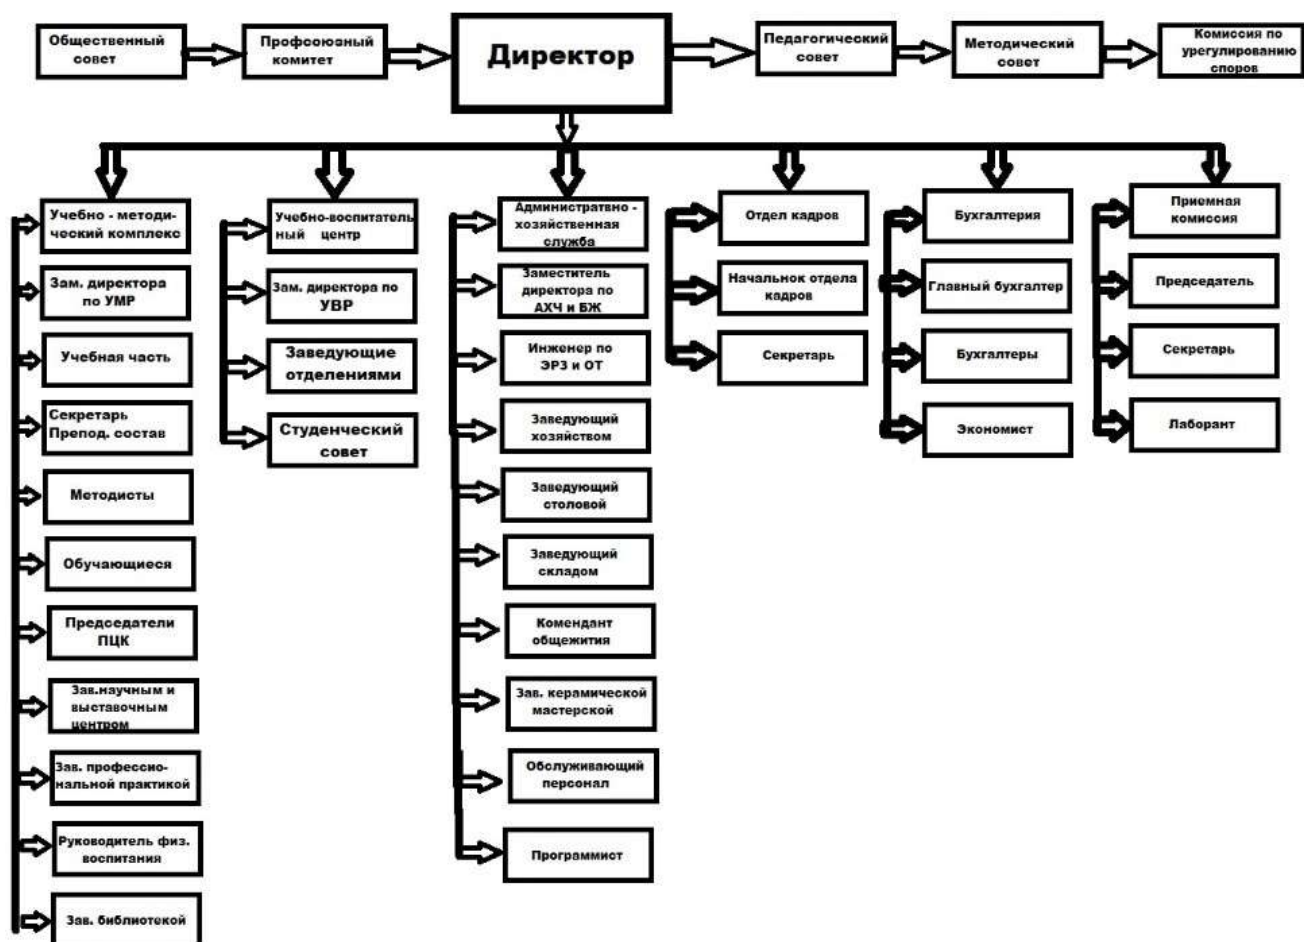 Общественный
совет
Профсоюзный
комитет
Директор
Педагогический
совет
Методический
совет
Комиссия по
урегулированию
споров
Учебно - методи-
ческий комплекс
Зам. директора
по УМР
Учебная часть
Секретарь
Препод. состав
Методисты
Обучающиеся
Председатели
ПЦК
Зав.научным и
выставочным
центром
Зав. профессио-
нальной практикой
Руководитель физ.
воспитания
Зав. библиотекой
Учебно-воспитатель
ный центр
Зам. директора по
УВР
Заведующие
отделениями
Студенческий
совет
Административно -
хозяйственная
служба
Заместитель
директора по
АХЧ и БЖ
Инженер по
ЭРЗ и ОТ
Заведующий
хозяйством
Заведующий
столовой
Заведующий
складом
Комендант
общежития
Зав. керамической
мастерской
Обслуживающий
персонал
Программист
Отдел кадров
Начальнок отдела
кадров
Секретарь
Бухгалтерия
Главный бухгалтер
Бухгалтеры
Экономист
Приемная
комиссия
Председатель
Секретарь
Лаборант